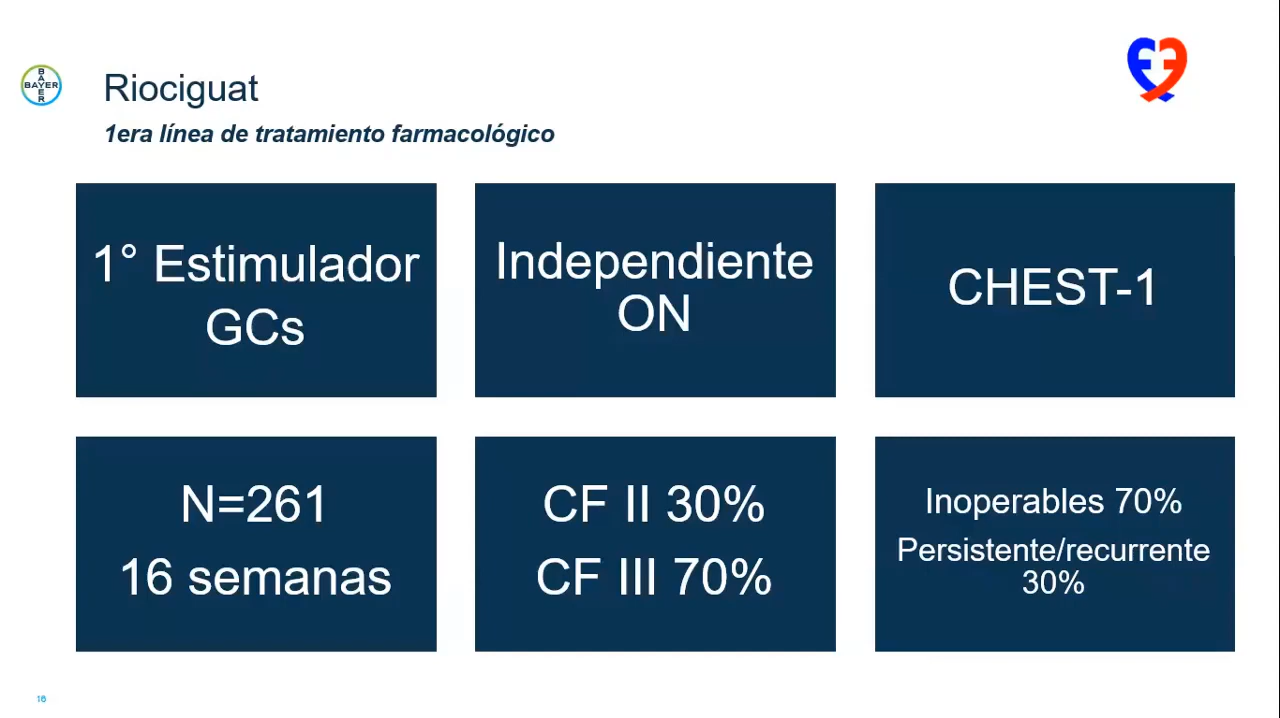 BAYER
BAYER
Riociguat
1era línea de tratamiento farmacológico
1° Estimulador
GCs
Independiente
ON
CHEST-1
N=261
16 semanas
CF II 30%
CF III 70%
Inoperables 70%
Persistente/recurrente
30%
16